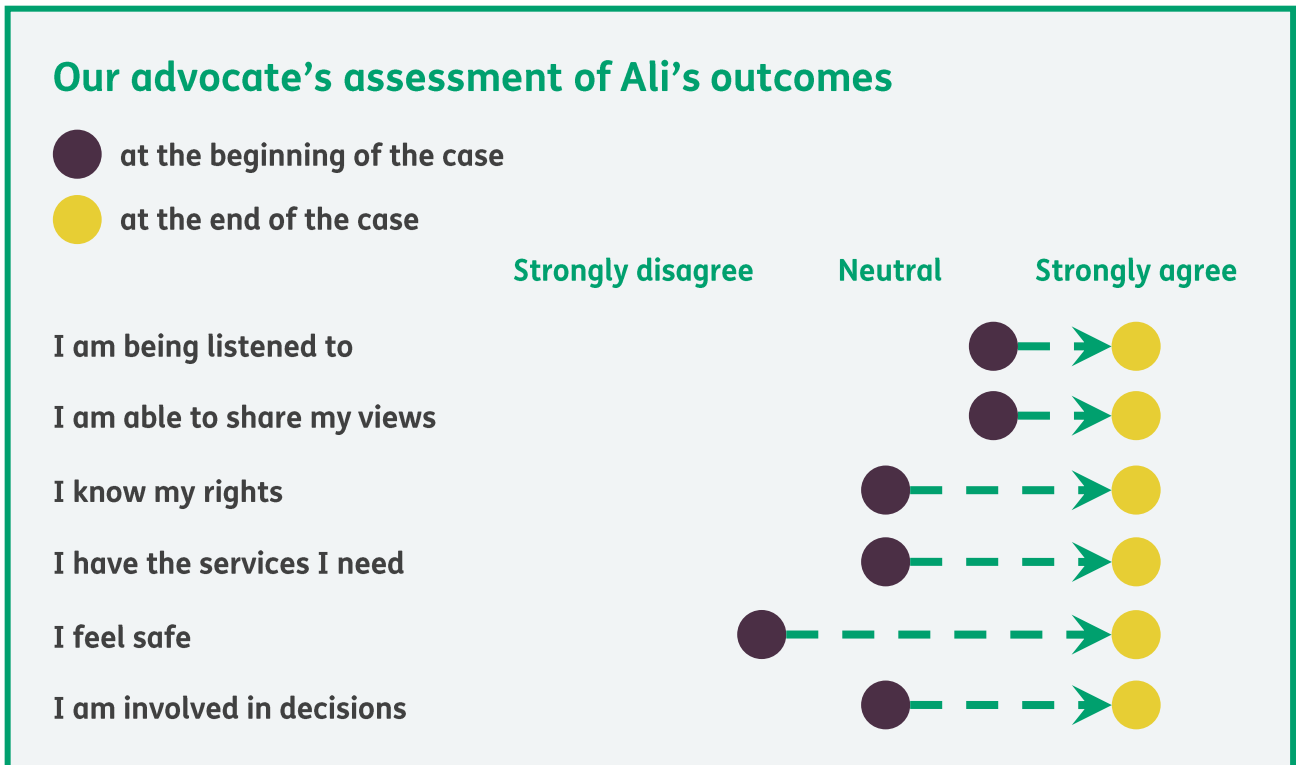 Our advocate’s assessment of Ali’s outcomes
at the beginning of the case
at the end of the case
Strongly disagree Neutral Strongly agree
I am being listened to
I am able to share my views
I know my rights
I have the services I need
I feel safe
I am involved in decisions